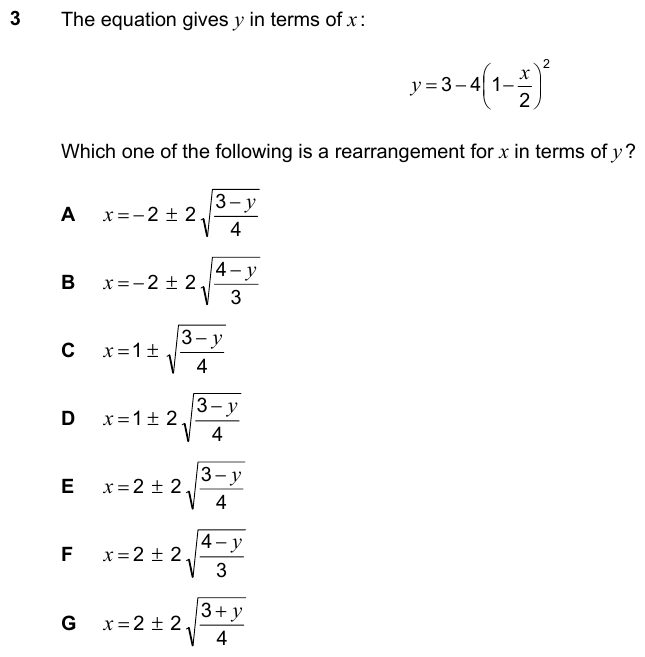 3 The equation gives y in terms of x:
y = 3 – 4(1 – x/2)²
Which one of the following is a rearrangement for x in terms of y?
A x = –2 ± 2√((3 – y)/4)
B x = –2 ± 2√((4 – y)/3)
C x = 1 ± √((3 – y)/4)
D x = 1 ± 2√((3 – y)/4)
E x = 2 ± 2√((3 – y)/4)
F x = 2 ± 2√((4 – y)/3)
G x = 2 ± 2√((3 + y)/4)